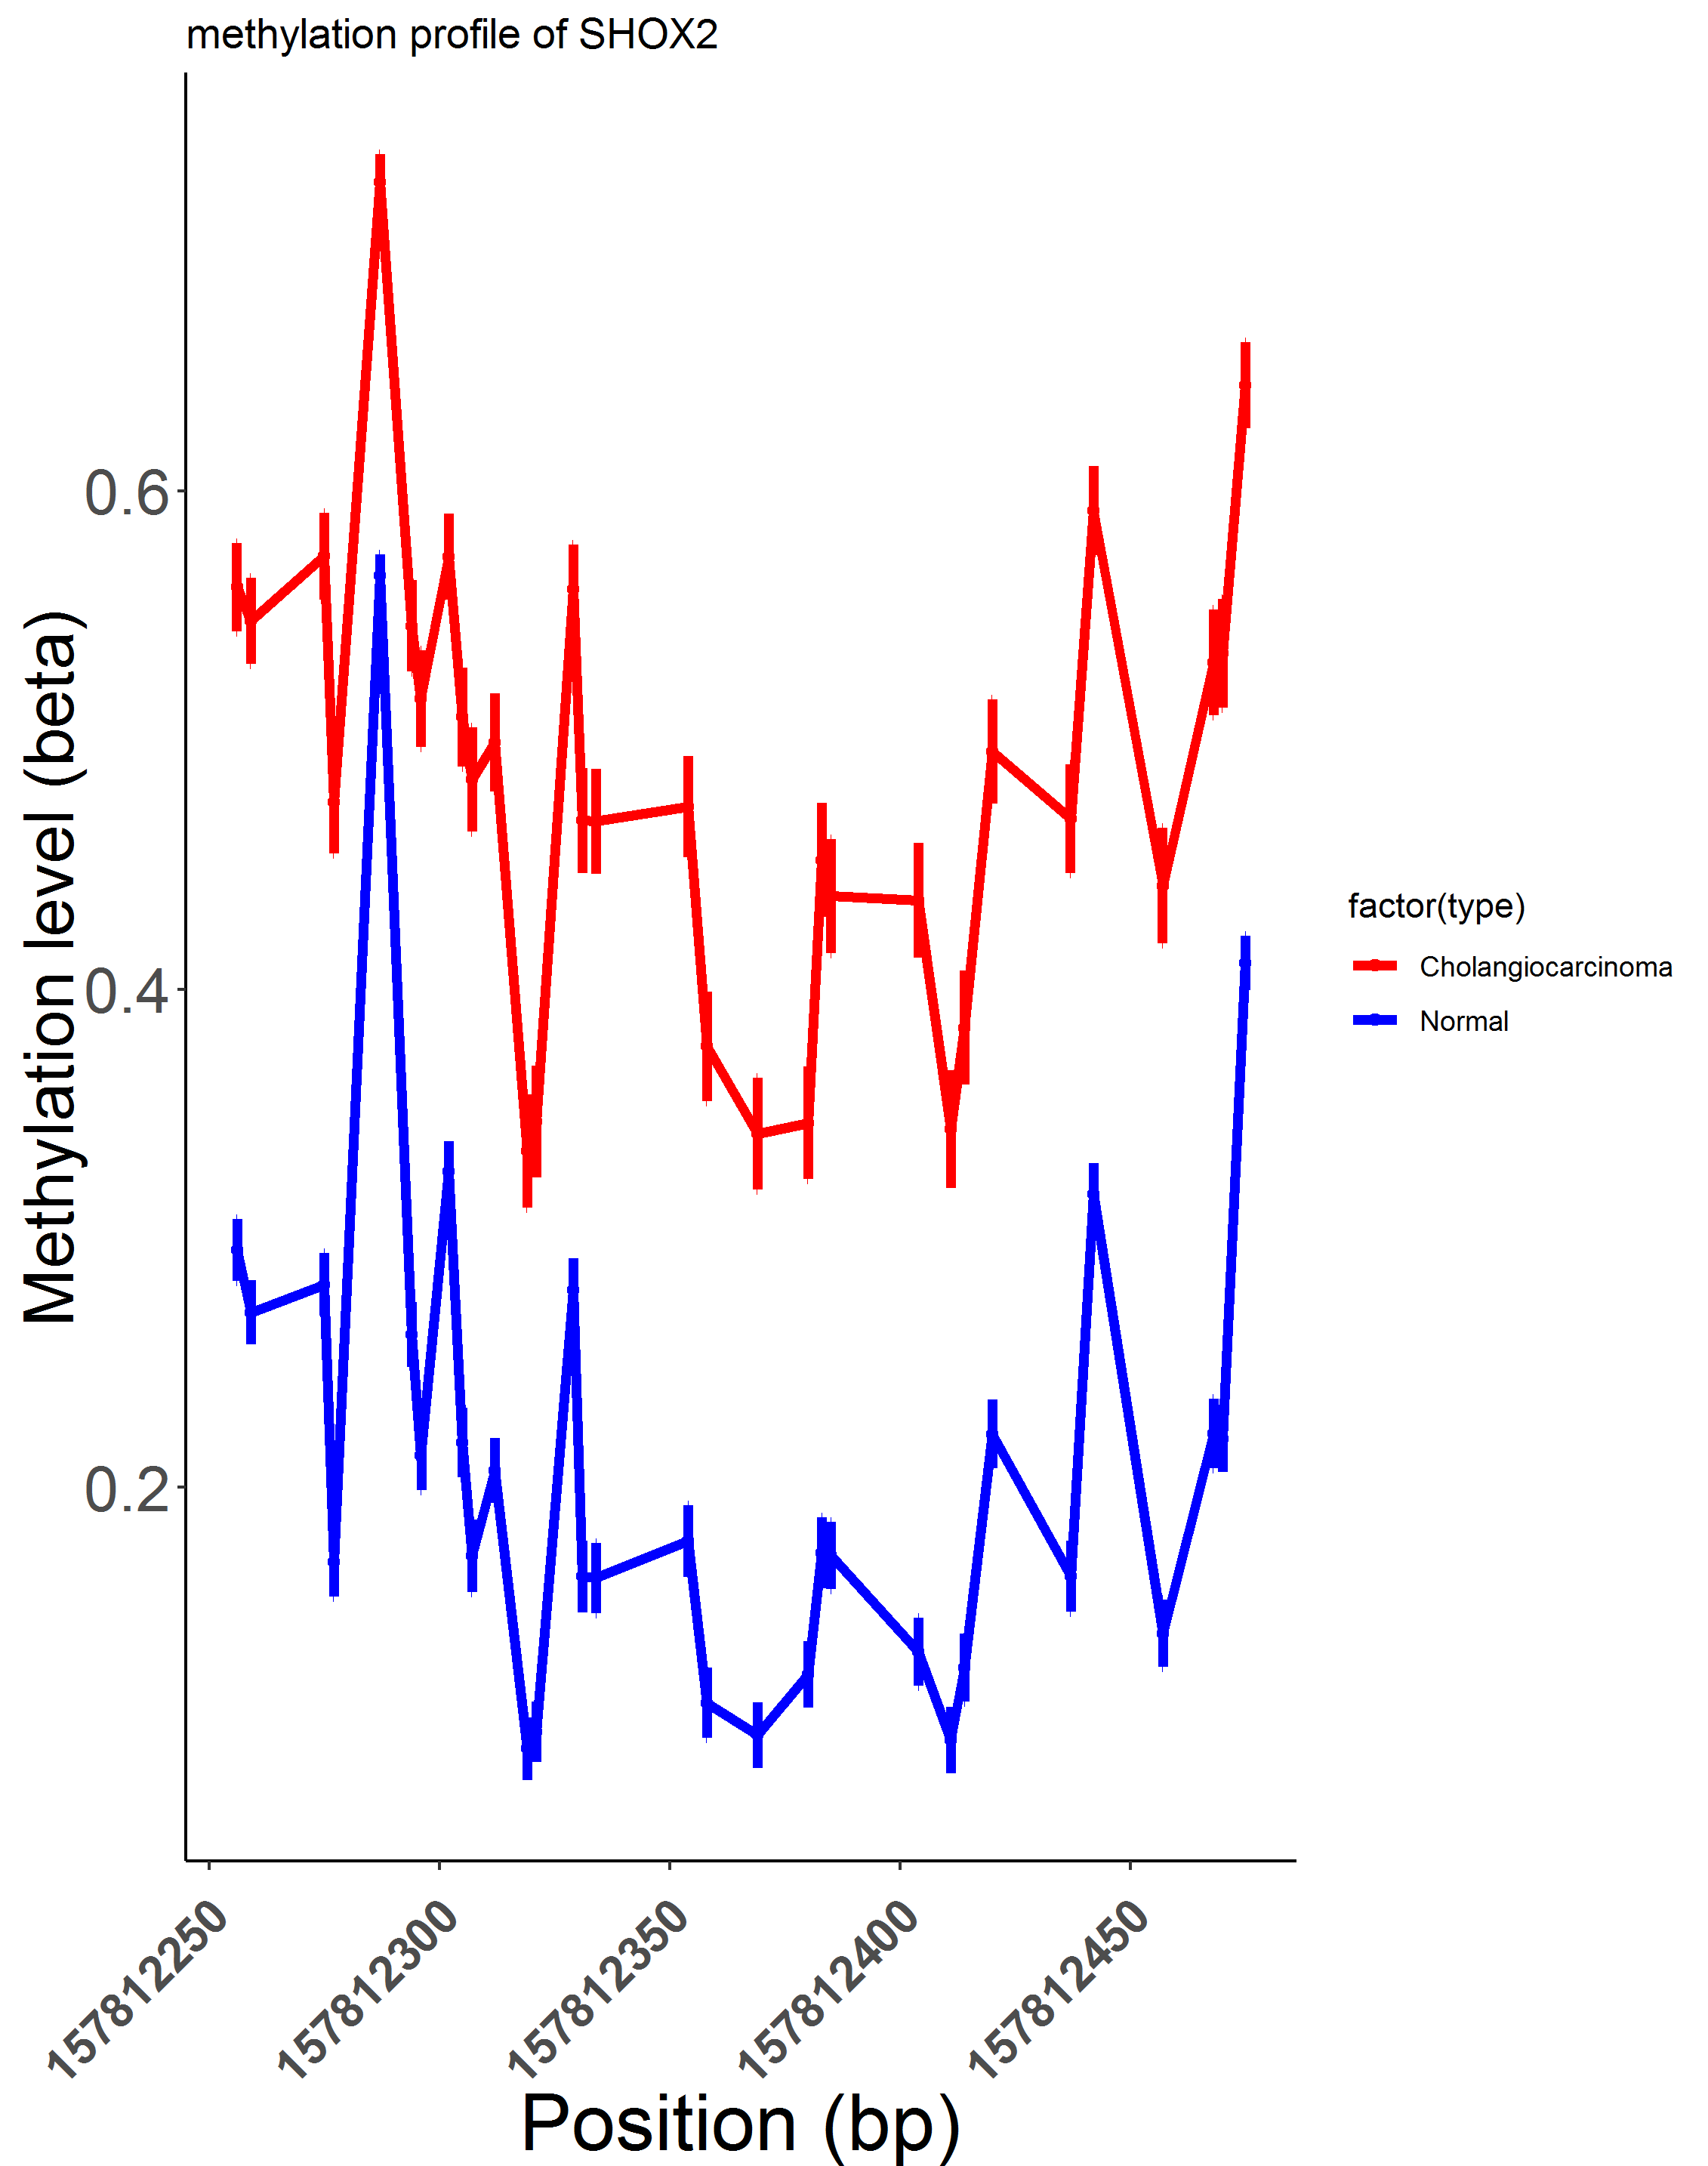 methylation profile of SHOX2
Methylation level (beta)
0.6
0.4
0.2
157812250
157812300
157812350
157812400
157812450
Position (bp)
factor(type)
Cholangiocarcinoma
Normal